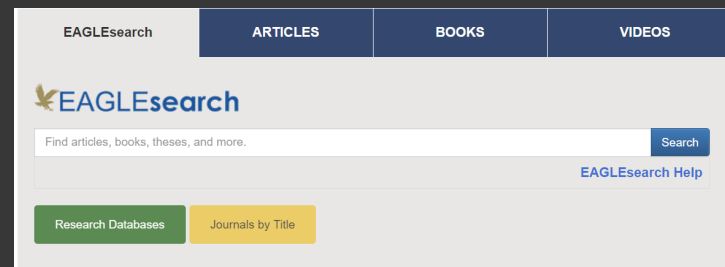 EAGLEsearch ARTICLES BOOKS VIDEOS
EAGLEsearch
Find articles, books, theses, and more. Search
EAGLEsearch Help
Research Databases Journals by Title